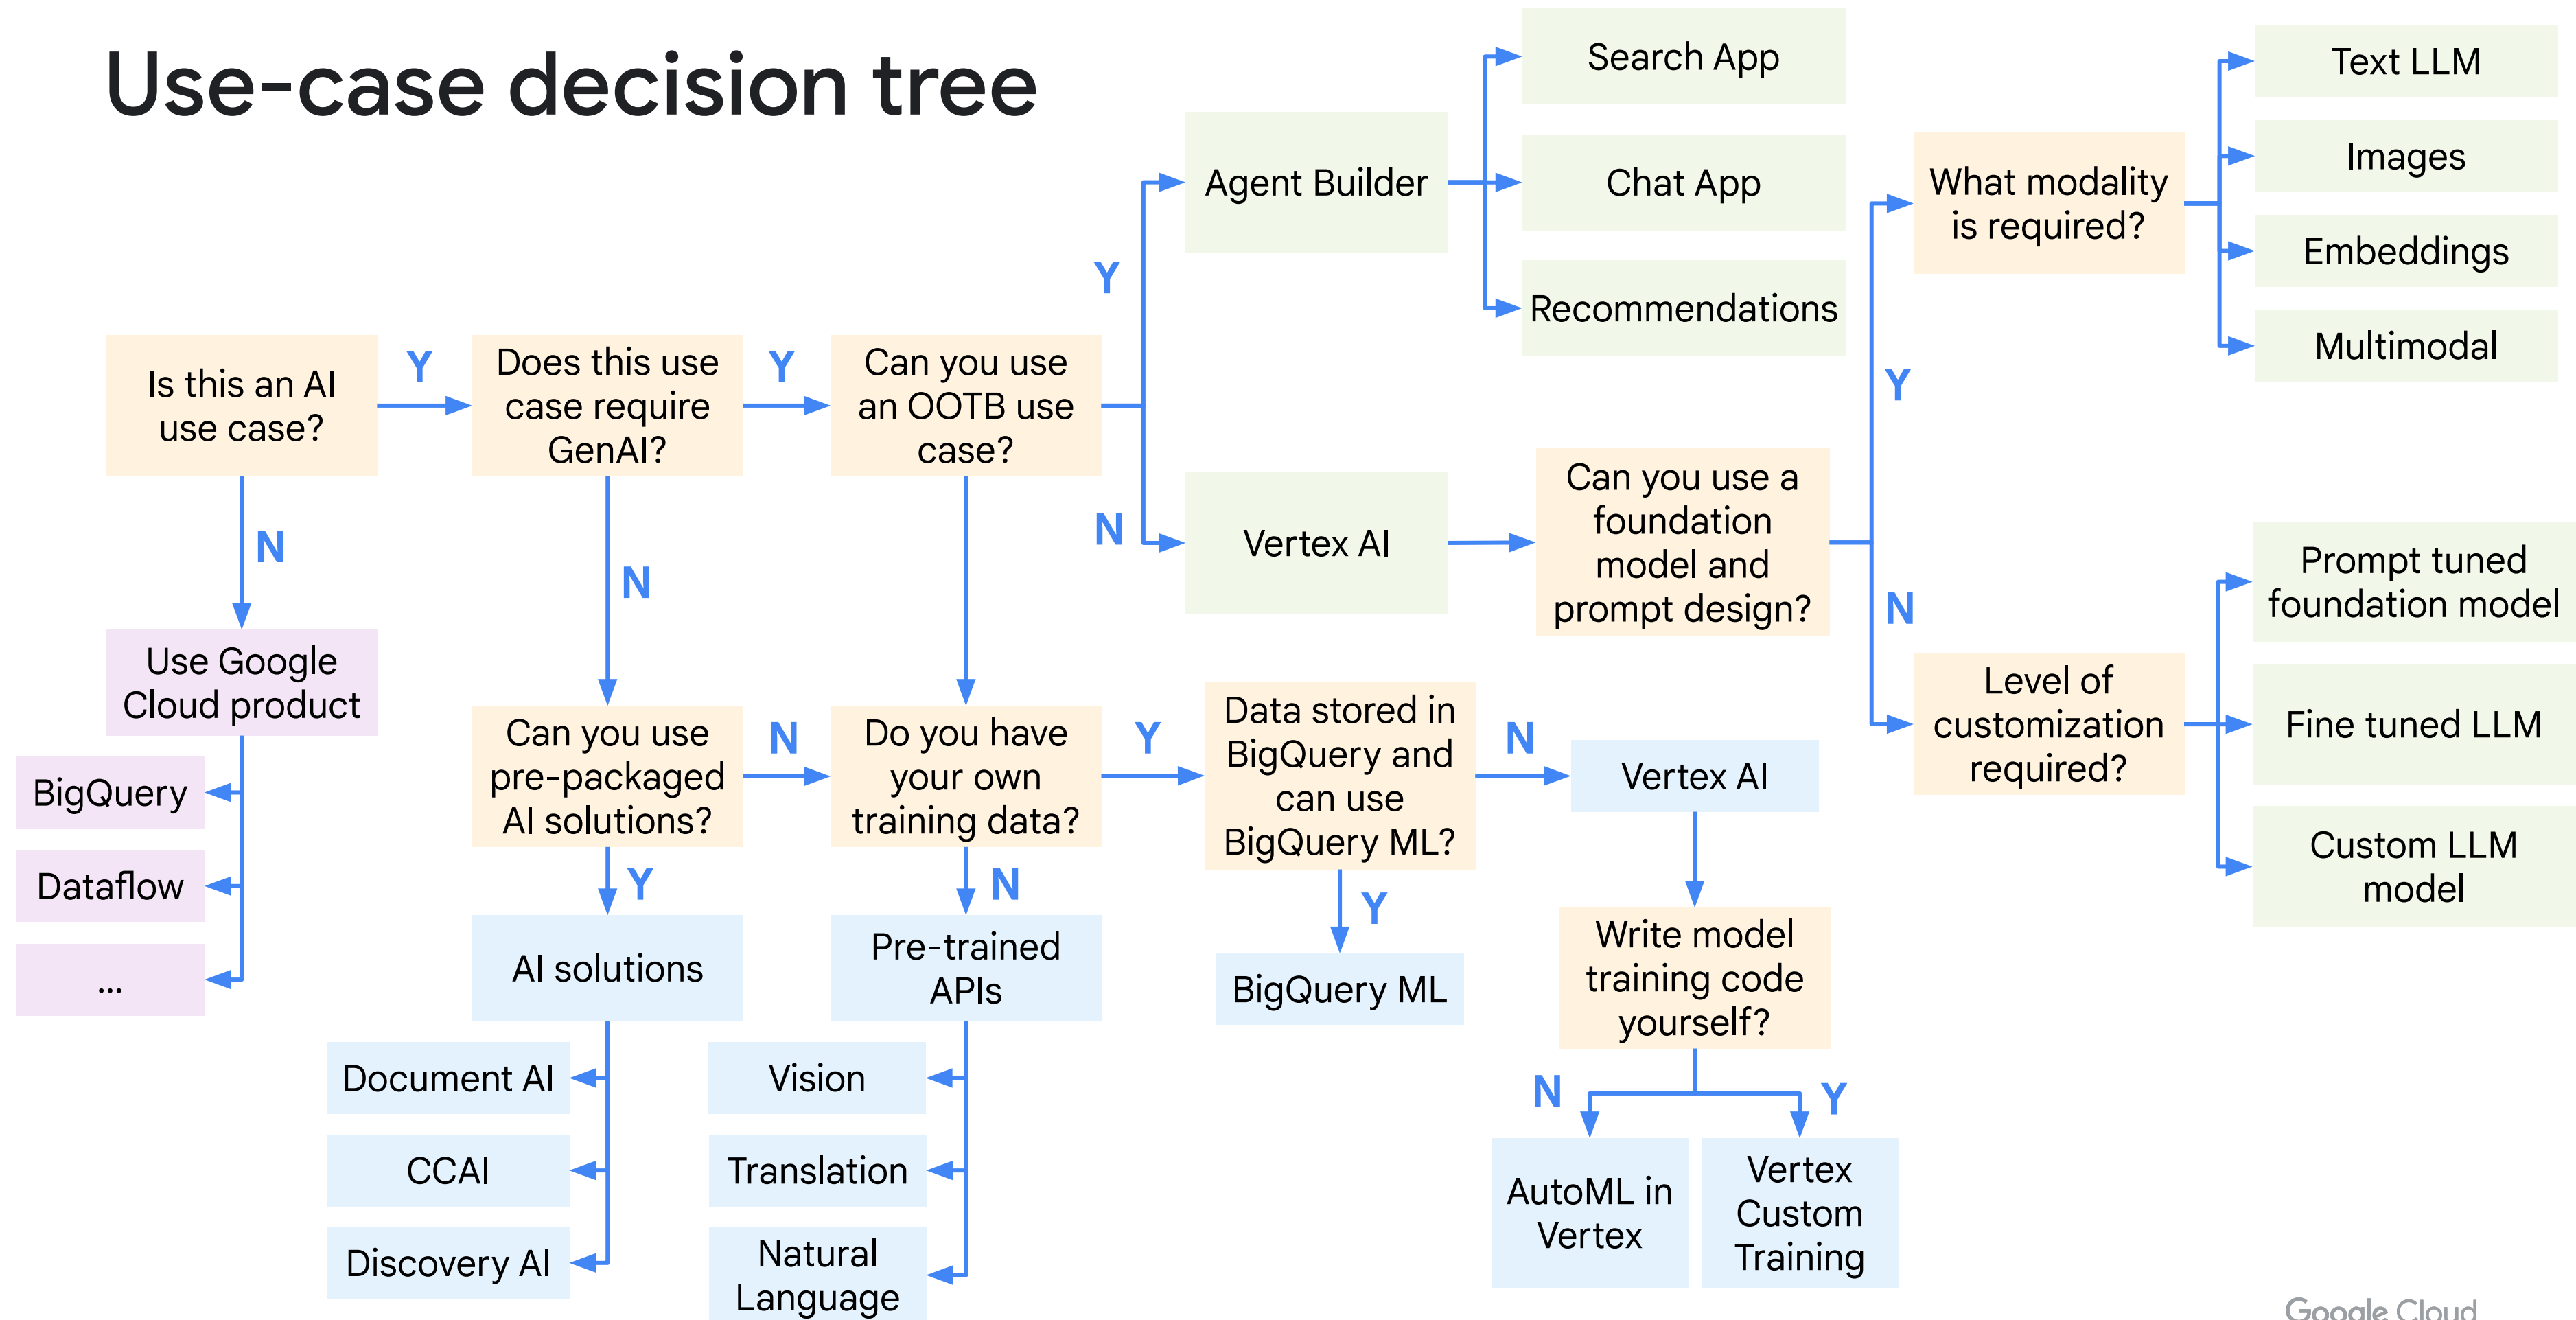 Use-case decision tree
Is this an AI
use case?
Y
N
Use Google
Cloud product
BigQuery
Dataflow
...
Does this use
case require
GenAI?
Y
N
Can you use
pre-packaged
AI solutions?
N
Y
AI solutions
Document AI
CCAI
Discovery AI
Can you use
an OOTB use
case?
Y
N
Do you have
your own
training data?
Y
N
Pre-trained
APIs
Vision
Translation
Natural
Language
Agent Builder
Search App
Chat App
Recommendations
Vertex AI
Can you use a
foundation
model and
prompt design?
Y
N
What modality
is required?
Text LLM
Images
Embeddings
Multimodal
Level of
customization
required?
Prompt tuned
foundation model
Fine tuned LLM
Custom LLM
model
Data stored in
BigQuery and
can use
BigQuery ML?
N
Y
BigQuery ML
Vertex AI
Write model
training code
yourself?
N
Y
AutoML in
Vertex
Vertex
Custom
Training
Google Cloud